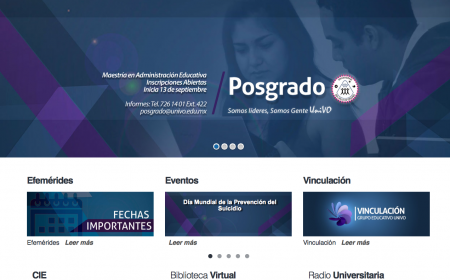 Maestría en Administración Educativa
Inscripciones Abiertas
Inicia 13 de septiembre
Informes: Tel. 726 14 01 Ext. 422
posgrado@univo.edu.mx
Posgrado
Somos líderes, Somos Gente UniVO
Efemérides
Eventos
Vinculación
FECHAS
IMPORTANTES
Día Mundial de la Prevención del
Suicidio
VINCULACIÓN
GRUPO EDUCATIVO UNIVO
Efemérides Leer más
Leer más
Vinculación Leer más
CIE
Biblioteca Virtual
Radio Universitaria